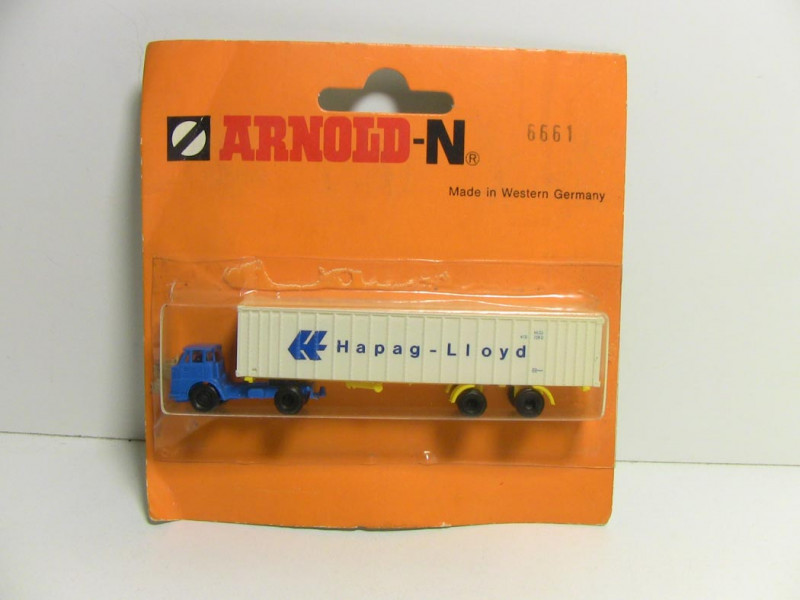 ARNOLD-N®
6661
Made in Western Germany
Hapag-Lloyd